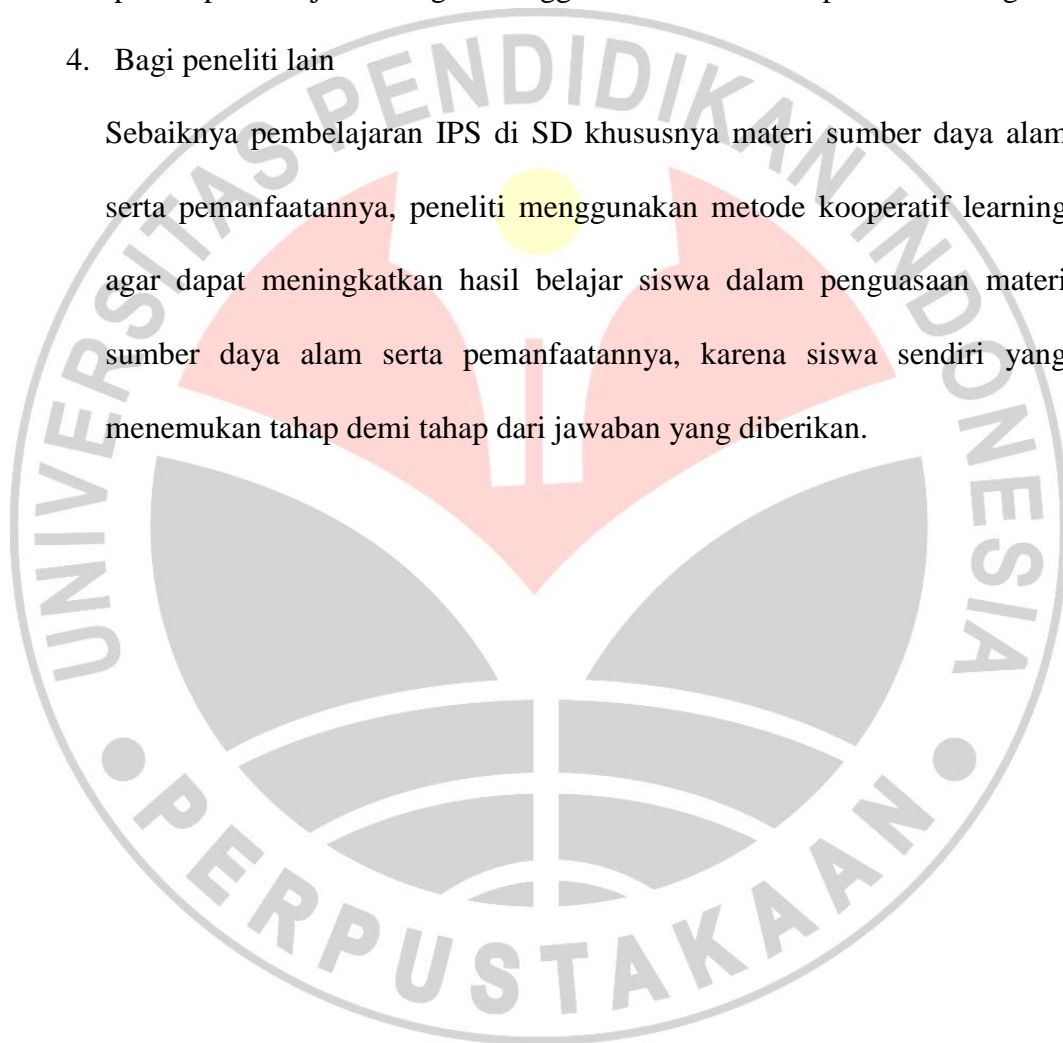 4. Bagi peneliti lain
Sebaiknya pembelajaran IPS di SD khususnya materi sumber daya alam
serta pemanfaatannya, peneliti menggunakan metode kooperatif learning
agar dapat meningkatkan hasil belajar siswa dalam penguasaan materi
sumber daya alam serta pemanfaatannya, karena siswa sendiri yang
menemukan tahap demi tahap dari jawaban yang diberikan.
UNIVERSITAS PENDIDIKAN INDONESIA
PERPUSTAKAAN